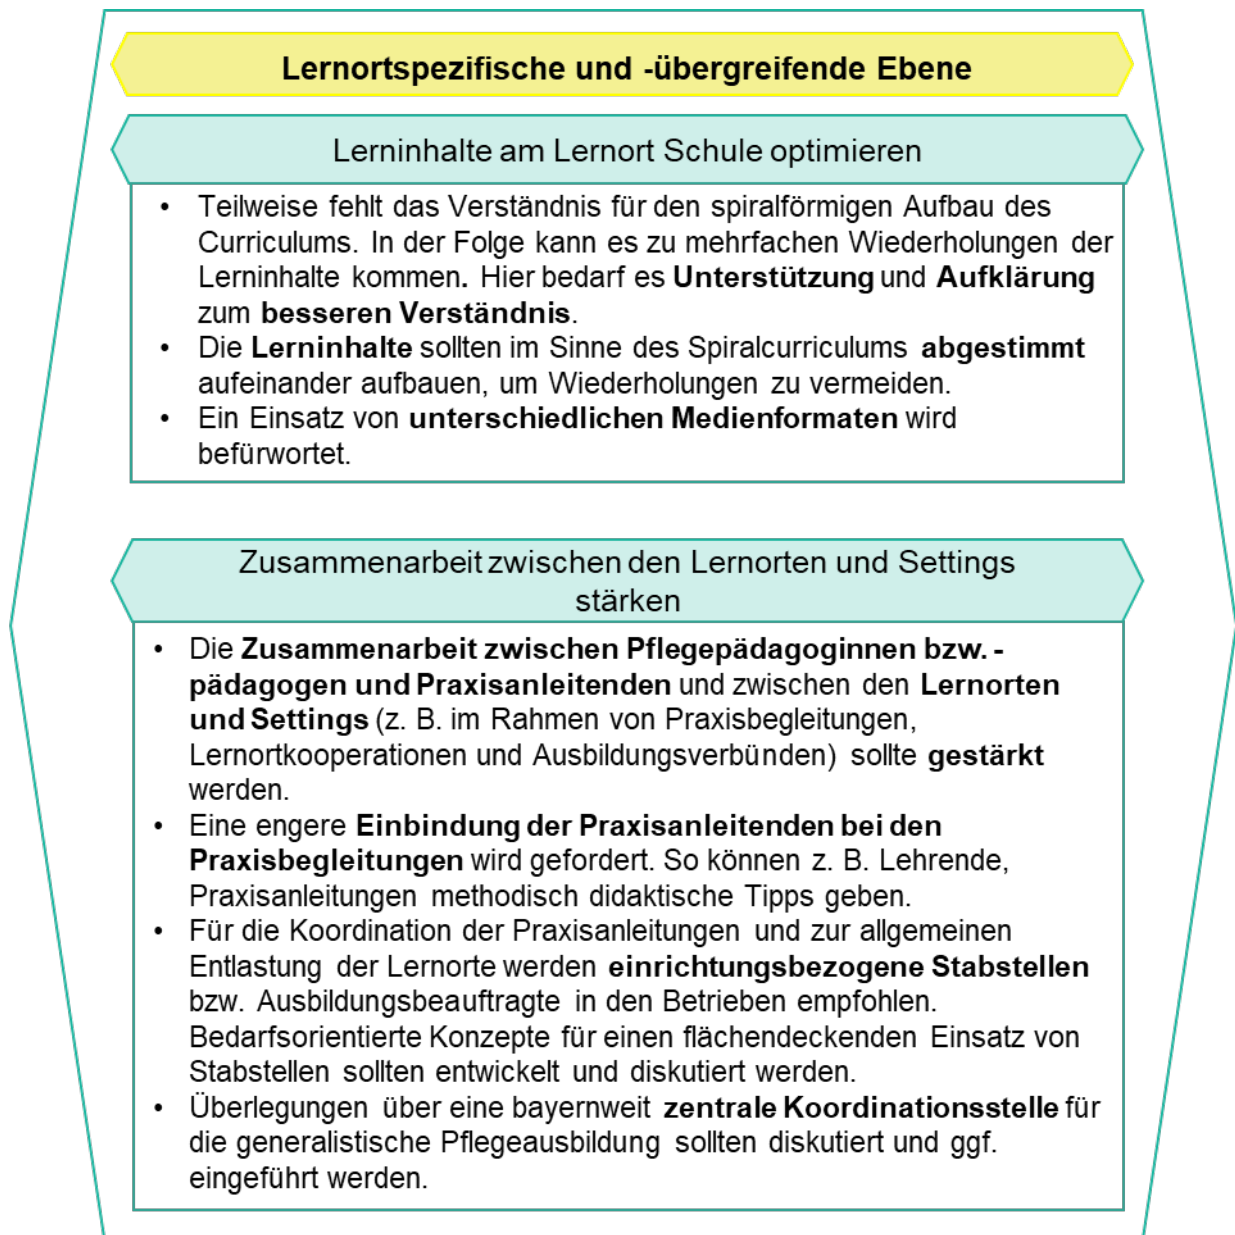 Lernortspezifische und -übergreifende Ebene
Lerninhalte am Lernort Schule optimieren
• Teilweise fehlt das Verständnis für den spiralförmigen Aufbau des
Curriculums. In der Folge kann es zu mehrfachen Wiederholungen der
Lerninhalte kommen. Hier bedarf es Unterstützung und Aufklärung
zum besseren Verständnis.
• Die Lerninhalte sollten im Sinne des Spiralcurriculums abgestimmt
aufeinander aufbauen, um Wiederholungen zu vermeiden.
• Ein Einsatz von unterschiedlichen Medienformaten wird
befürwortet.
Zusammenarbeit zwischen den Lernorten und Settings
stärken
• Die Zusammenarbeit zwischen Pflegepädagoginnen bzw. -
pädagogen und Praxisanleitenden und zwischen den Lernorten
und Settings (z. B. im Rahmen von Praxisbegleitungen,
Lernortkooperationen und Ausbildungsverbünden) sollte gestärkt
werden.
• Eine engere Einbindung der Praxisanleitenden bei den
Praxisbegleitungen wird gefordert. So können z. B. Lehrende,
Praxisanleitungen methodisch didaktische Tipps geben.
• Für die Koordination der Praxisanleitungen und zur allgemeinen
Entlastung der Lernorte werden einrichtungsbezogene Stabstellen
bzw. Ausbildungsbeauftragte in den Betrieben empfohlen.
Bedarfsorientierte Konzepte für einen flächendeckenden Einsatz von
Stabstellen sollten entwickelt und diskutiert werden.
• Überlegungen über eine bayernweit zentrale Koordinationsstelle für
die generalistische Pflegeausbildung sollten diskutiert und ggf.
eingeführt werden.